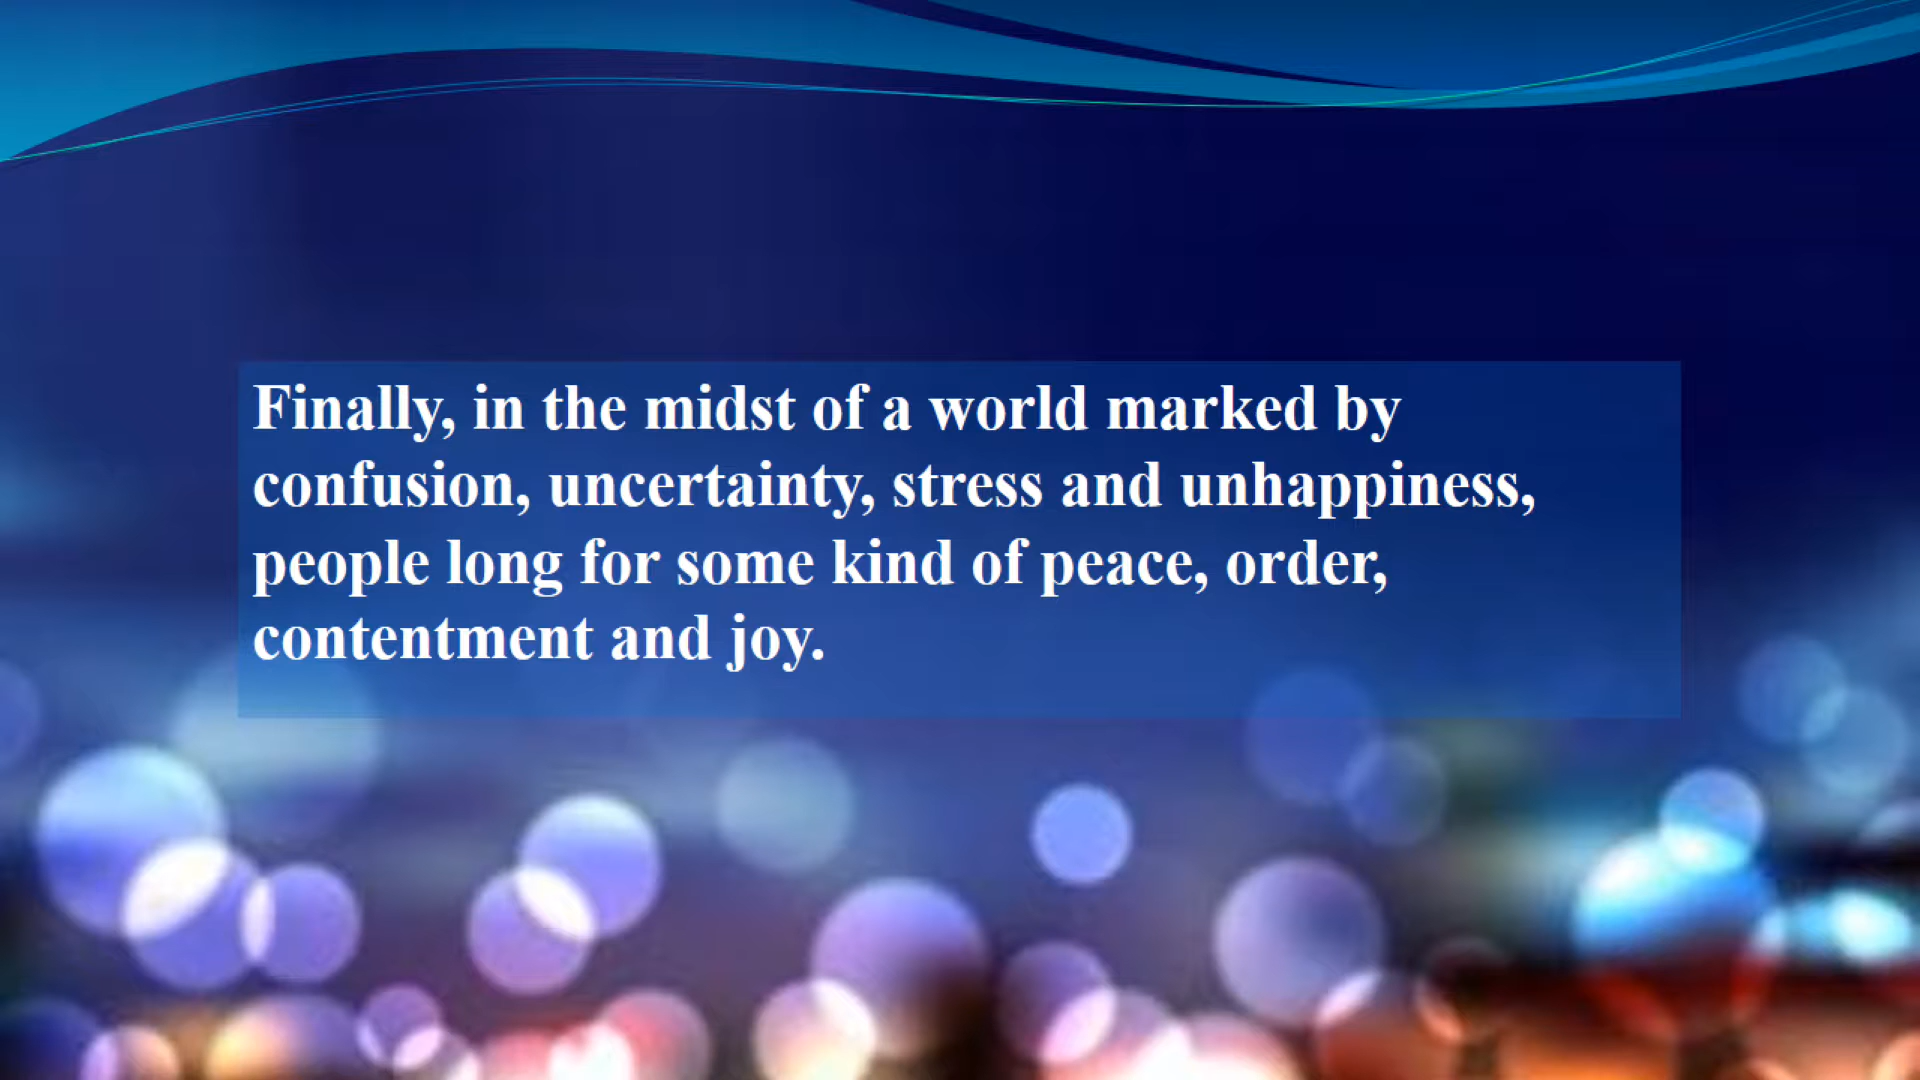 Finally, in the midst of a world marked by
confusion, uncertainty, stress and unhappiness,
people long for some kind of peace, order,
contentment and joy.